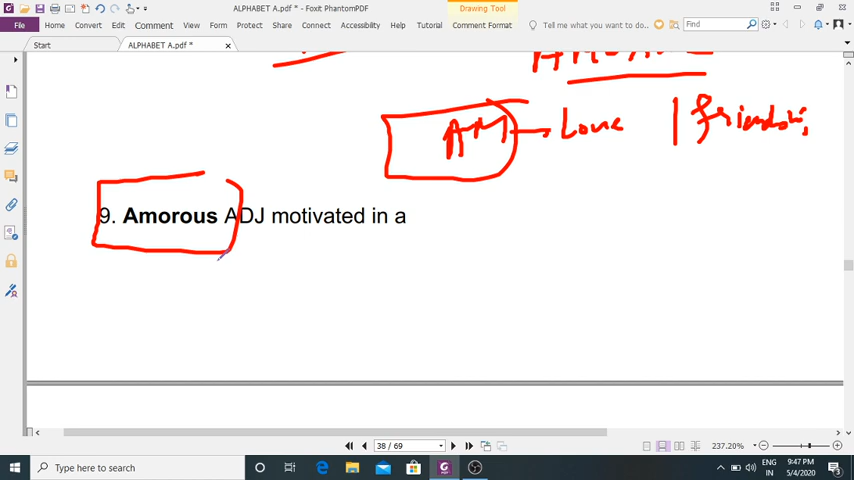 ALPHABET A.pdf * - Foxit PhantomPDF
Drawing Tool
File Home Edit Comment View Form Protect Share Connect Accessibility Help Tutorial Comment Format Tell me what you want to do... Find
Start ALPHABET A.pdf *
AM → Love | friendship
9. Amorous ADJ motivated in a
38 / 69
237.20%
Type here to search
ENG
IN
9:47 PM
5/4/2020
3